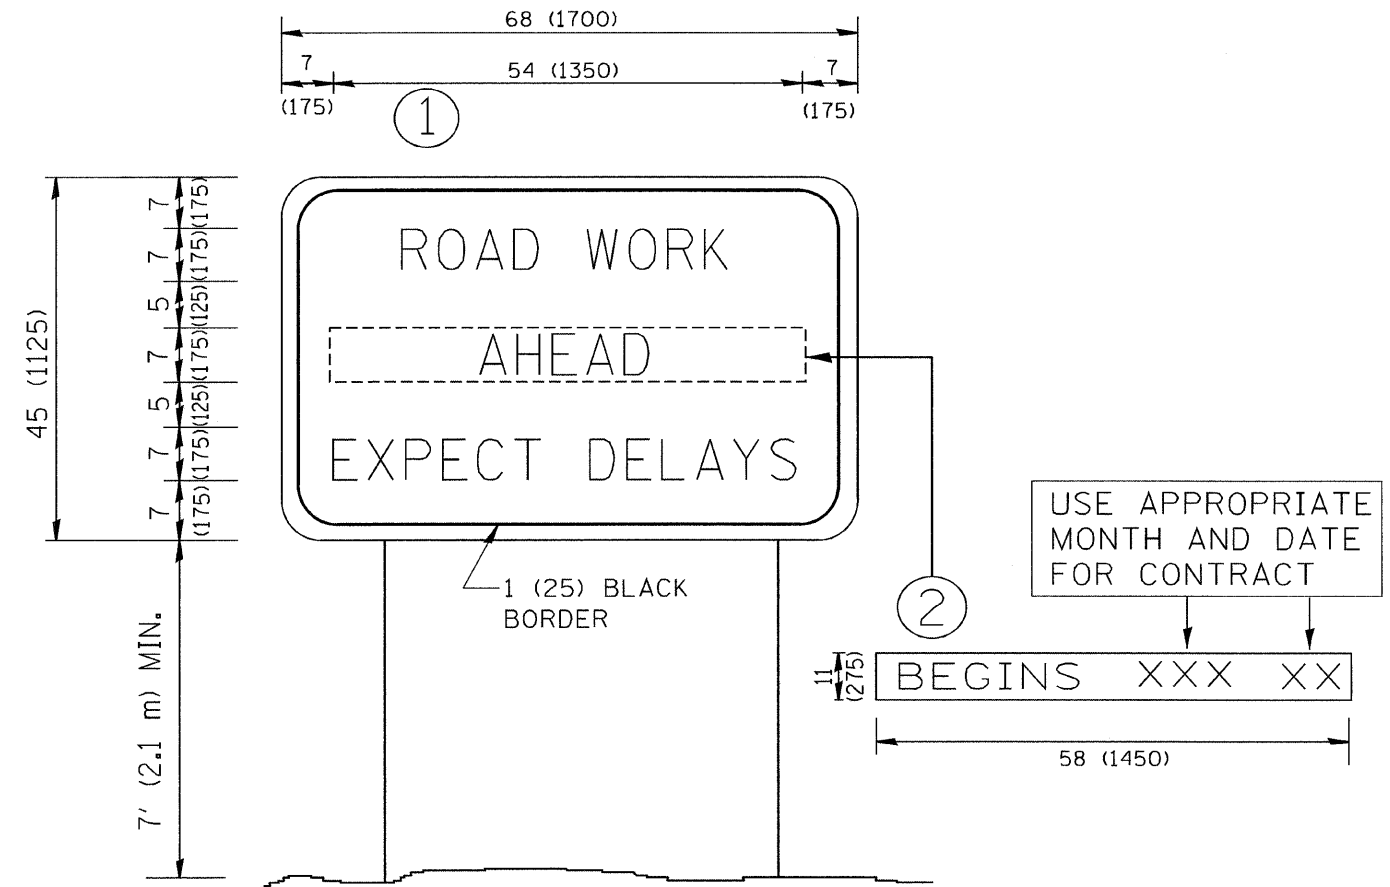 68 (1700)
7
54 (1350)
7
(175)
(175)
1
7 (175)
7 (175)
5 (125)
7 (175)
5 (125)
7 (175)
7 (175)
45 (1125)
7' (2.1 m) MIN.
ROAD WORK
AHEAD
EXPECT DELAYS
1 (25) BLACK
BORDER
USE APPROPRIATE
MONTH AND DATE
FOR CONTRACT
2
11
(275)
BEGINS XXX XX
58 (1450)